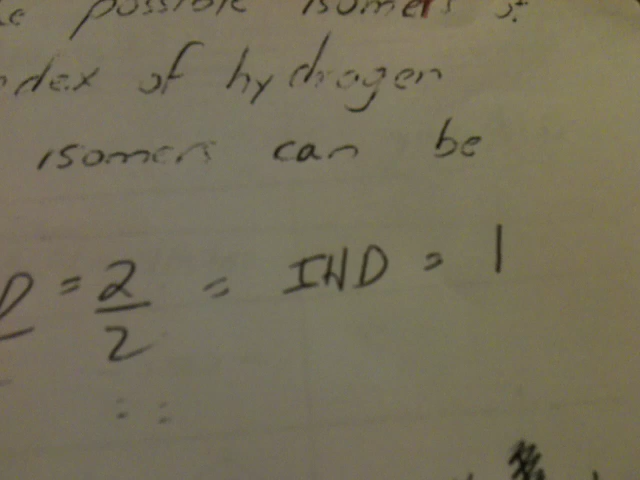 possible isomers of
of hydrogen
isomers can be
= 2/2 = IHD = 1